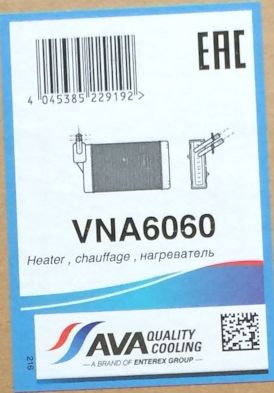 EAC
4 045385 229192 >
VNA6060
Heater , chauffage , нагреватель
AVA QUALITY
COOLING
— A BRAND OF ENTEREX GROUP —
216